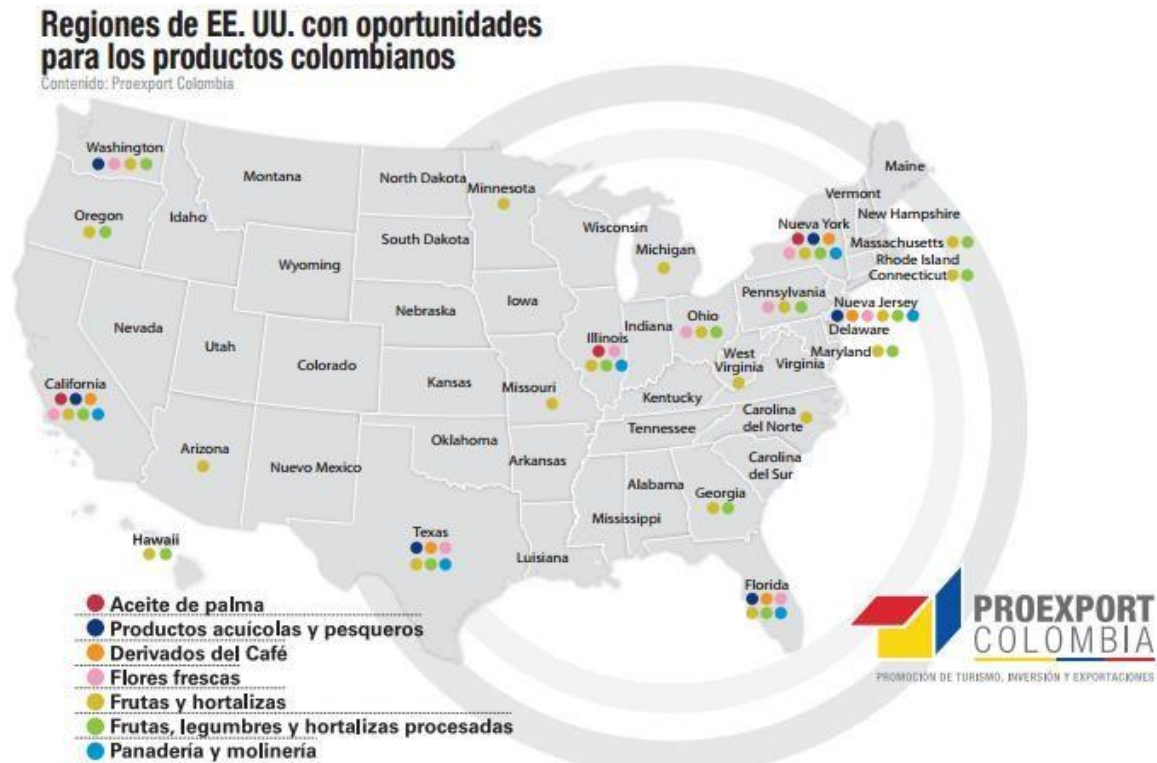 Regiones de EE. UU. con oportunidades
para los productos colombianos
Contenido: Proexport Colombia
Washington
Montana
North Dakota
Minnesota
Maine
Oregon
Idaho
South Dakota
Wisconsin
Michigan
Vermont
New Hampshire
Nueva York
Massachusetts
Rhode Island
Connecticut
Wyoming
Nebraska
Iowa
Illinois
Indiana
Ohio
Pennsylvania
Nueva Jersey
Delaware
Maryland
Nevada
Utah
Colorado
Kansas
Missouri
West
Virginia
Virginia
Kentucky
California
Arizona
Nuevo Mexico
Oklahoma
Arkansas
Tennessee
Carolina
del Norte
Carolina
del Sur
Alabama
Georgia
Mississippi
Hawaii
Texas
Luisiana
Florida
Aceite de palma
Productos acuícolas y pesqueros
Derivados del Café
Flores frescas
Frutas y hortalizas
Frutas, legumbres y hortalizas procesadas
Panadería y molinería
PROEXPORT
COLOMBIA
PROMOCIÓN DE TURISMO, INVERSIÓN Y EXPORTACIONES